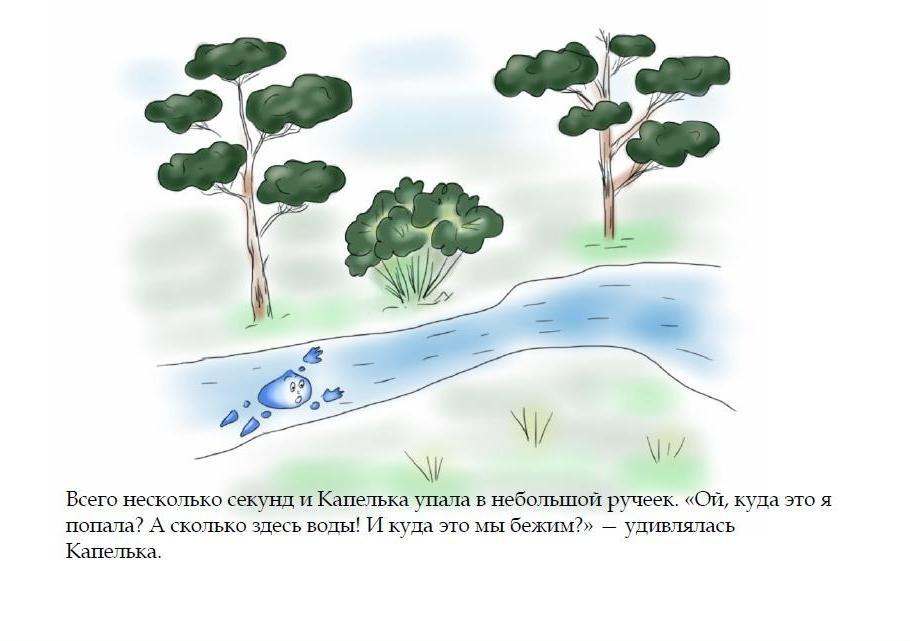 Всего несколько секунд и Капелька упала в небольшой ручеек. «Ой, куда это я
попала? А сколько здесь воды! И куда это мы бежим?» — удивлялась
Капелька.